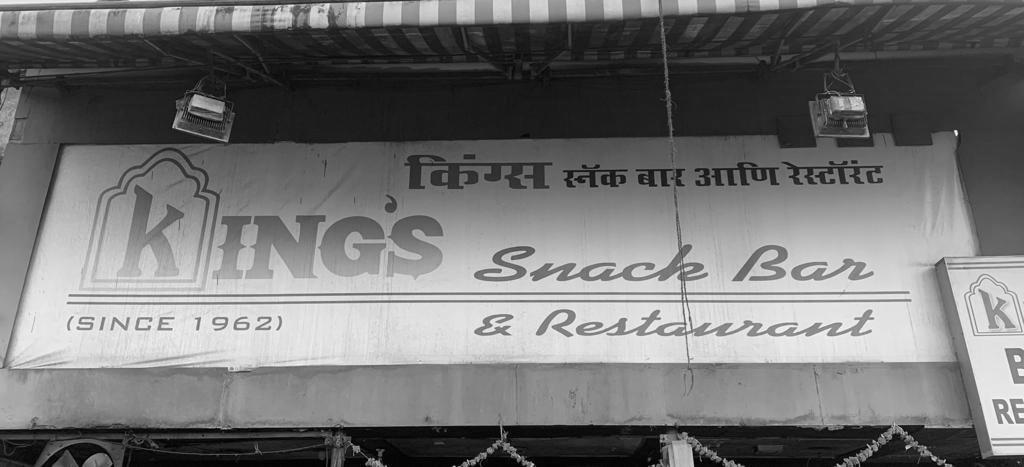 किंग्स स्नॅक बार आणि रेस्टॉरंट
KING'S Snack Bar
(SINCE 1962) & Restaurant
K